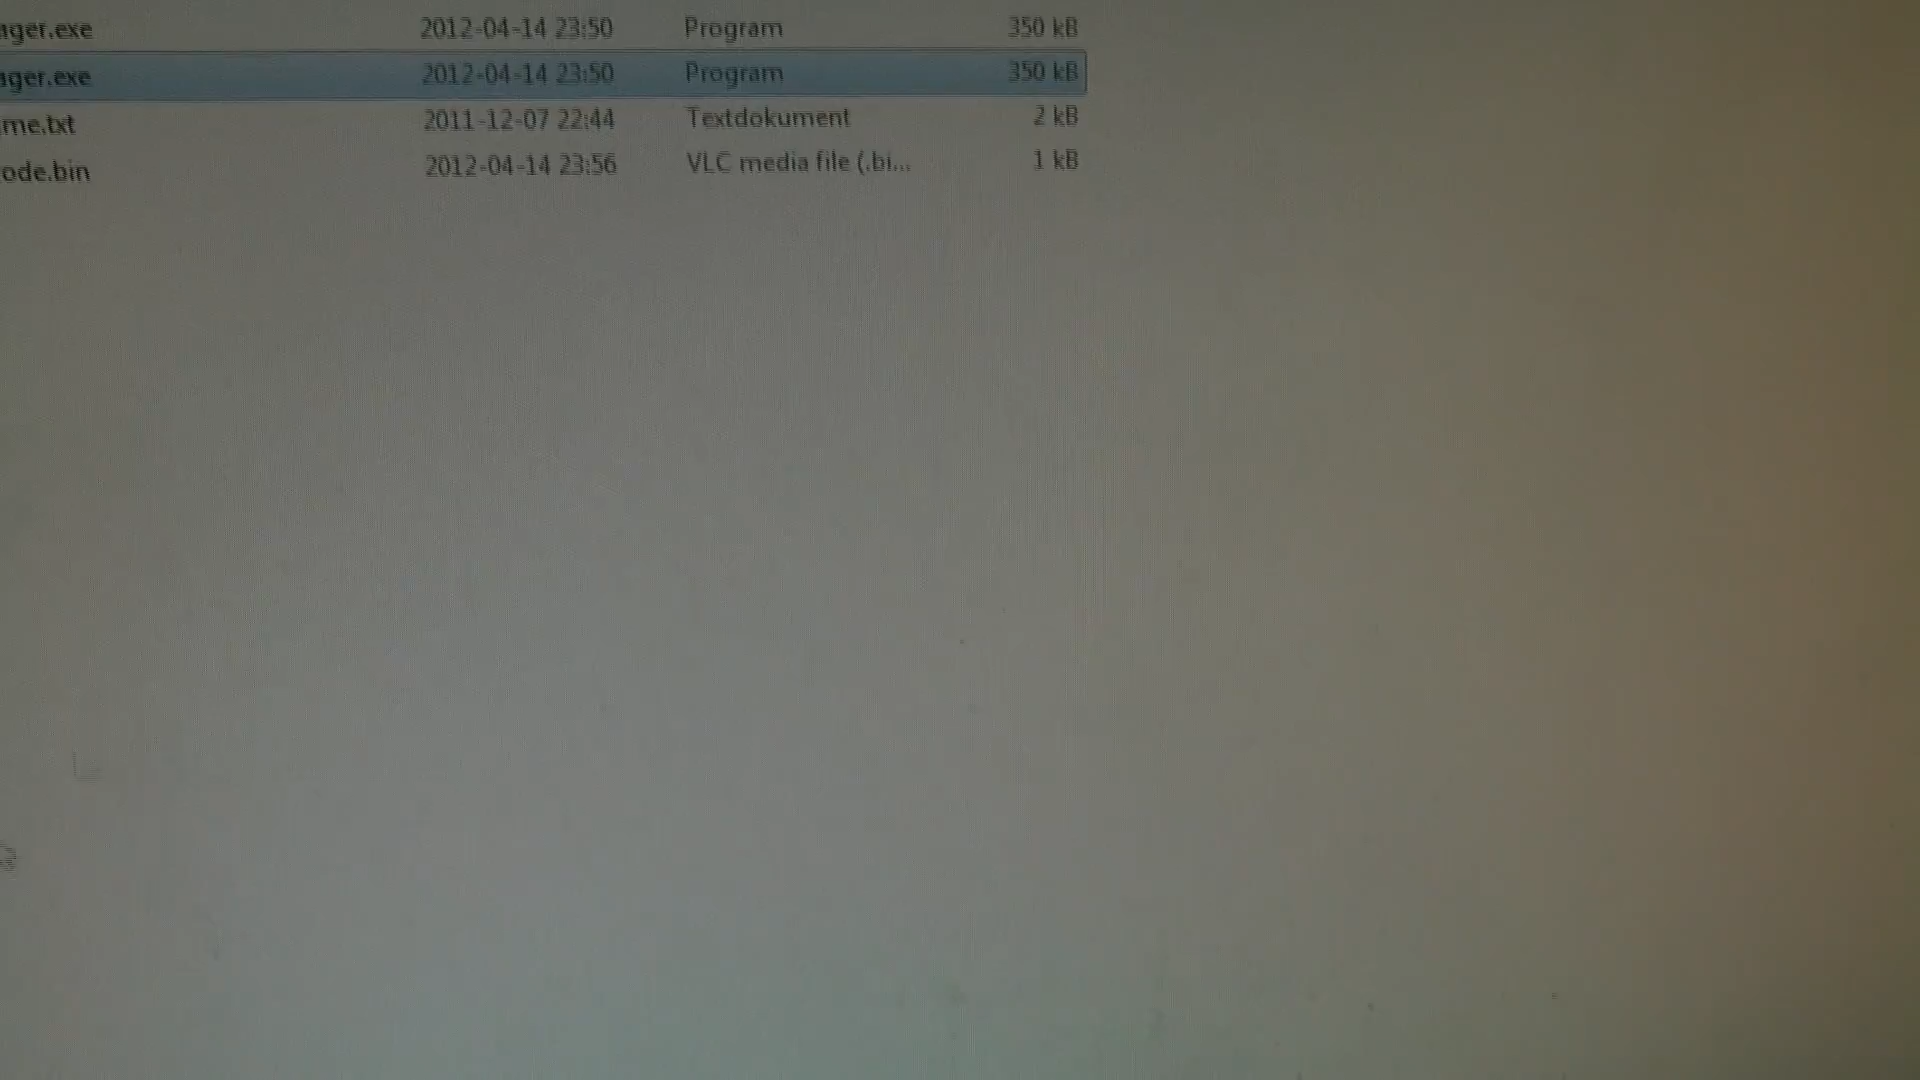 ager.exe 2012-04-14 23:50 Program 350 kB
ager.exe 2012-04-14 23:50 Program 350 kB
me.txt 2011-12-07 22:44 Textdokument 2 kB
ode.bin 2012-04-14 23:56 VLC media file (.bi... 1 kB